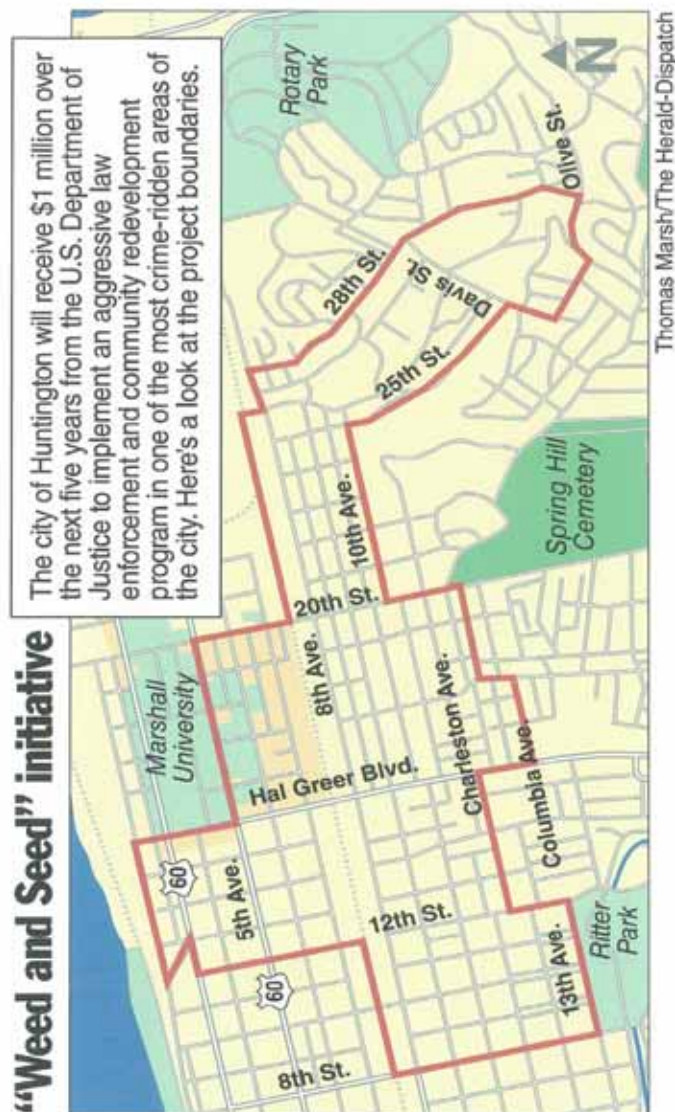 “Weed and Seed” initiative
The city of Huntington will receive $1 million over
the next five years from the U.S. Department of
Justice to implement an aggressive law
enforcement and community redevelopment
program in one of the most crime-ridden areas of
the city. Here's a look at the project boundaries.
Marshall
University
Rotary
Park
60
5th Ave.
60
Hal Greer Blvd.
20th St.
8th Ave.
28th St.
Davis St.
25th St.
Olive St.
N
10th Ave.
8th St.
12th St.
Charleston Ave.
Columbia Ave.
13th Ave.
Ritter
Park
Spring Hill
Cemetery
Thomas Marsh/The Herald-Dispatch